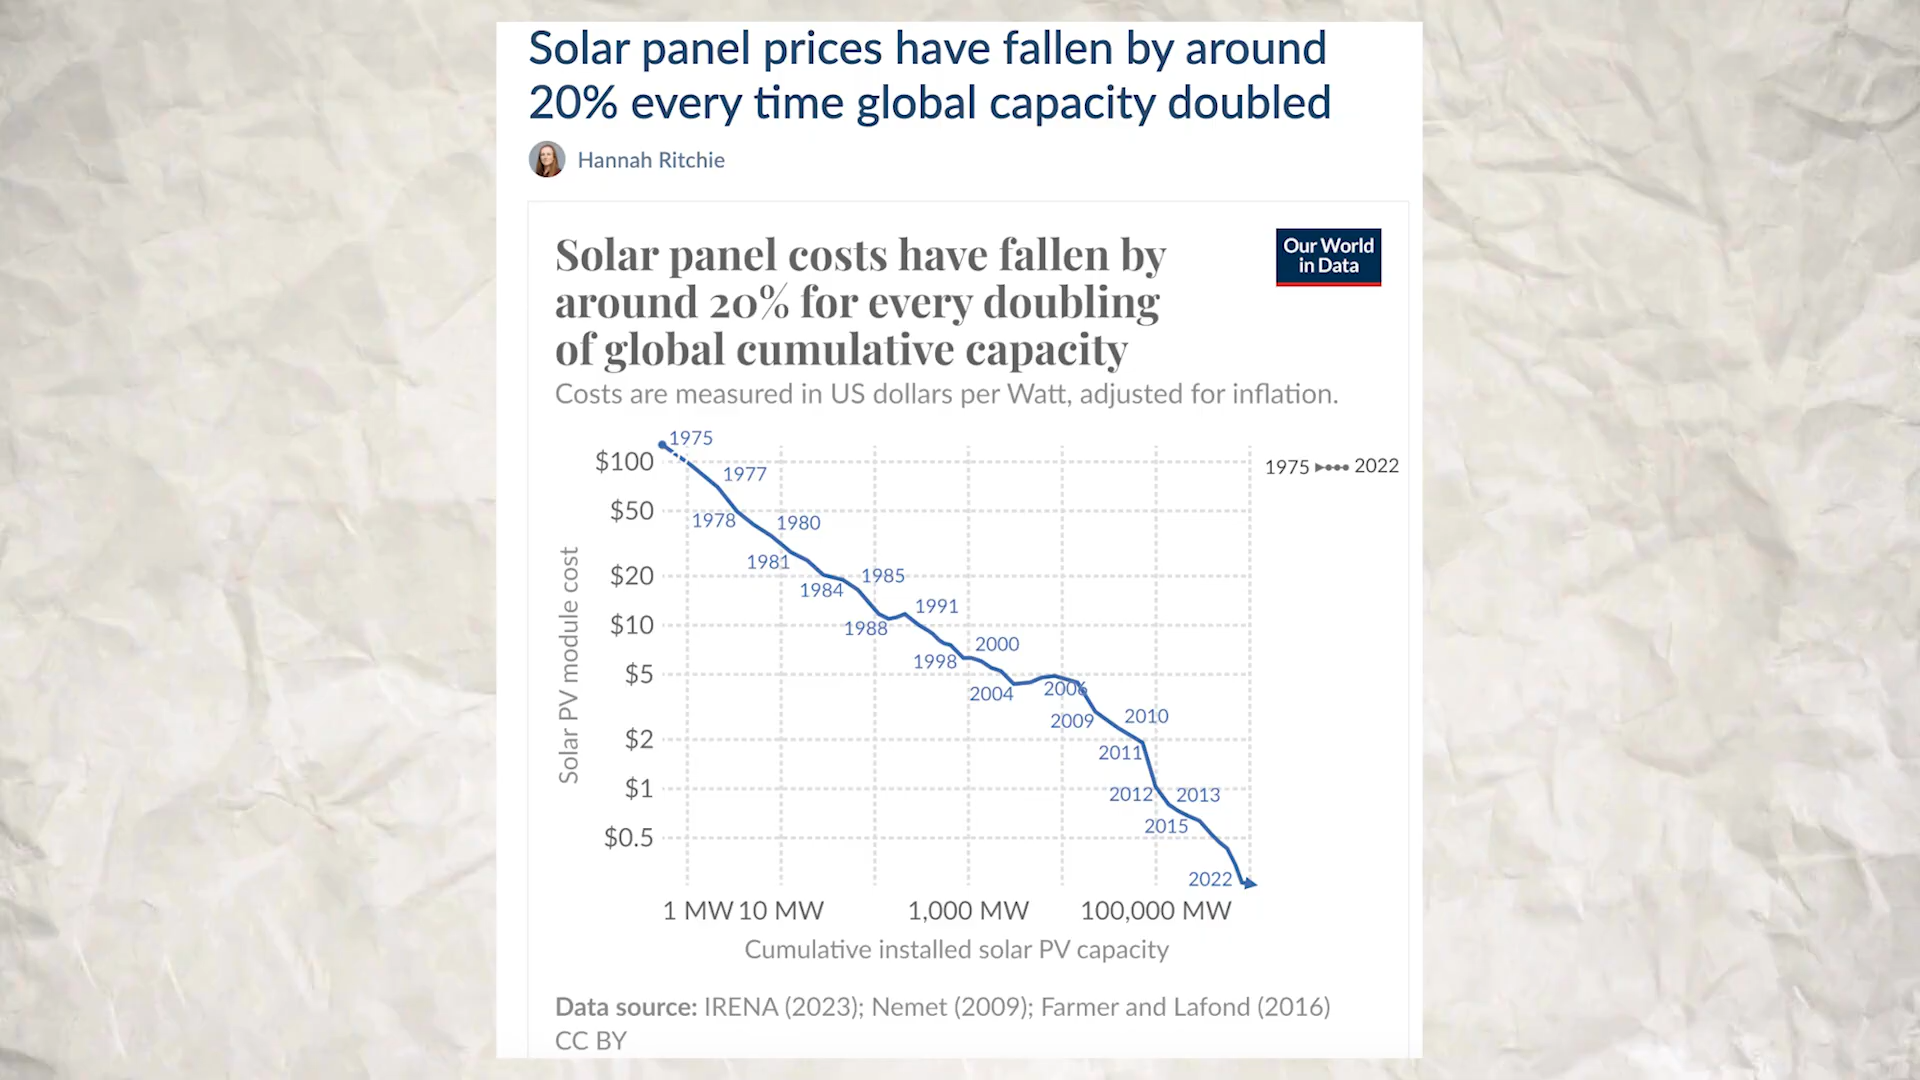 Solar panel prices have fallen by around
20% every time global capacity doubled
Hannah Ritchie
Solar panel costs have fallen by
around 20% for every doubling
of global cumulative capacity
Our World
in Data
Costs are measured in US dollars per Watt, adjusted for inflation.
1975
$100
1975
2022
1977
$50
1978
1980
1981
$20
1985
1984
1991
$10
1988
2000
1998
$5
2004
2006
2009
2010
$2
2011
$1
2012
2013
2015
$0.5
2022
Solar PV module cost
1 MW
10 MW
1,000 MW
100,000 MW
Cumulative installed solar PV capacity
Data source: IRENA (2023); Nemet (2009); Farmer and Lafond (2016)
CC BY